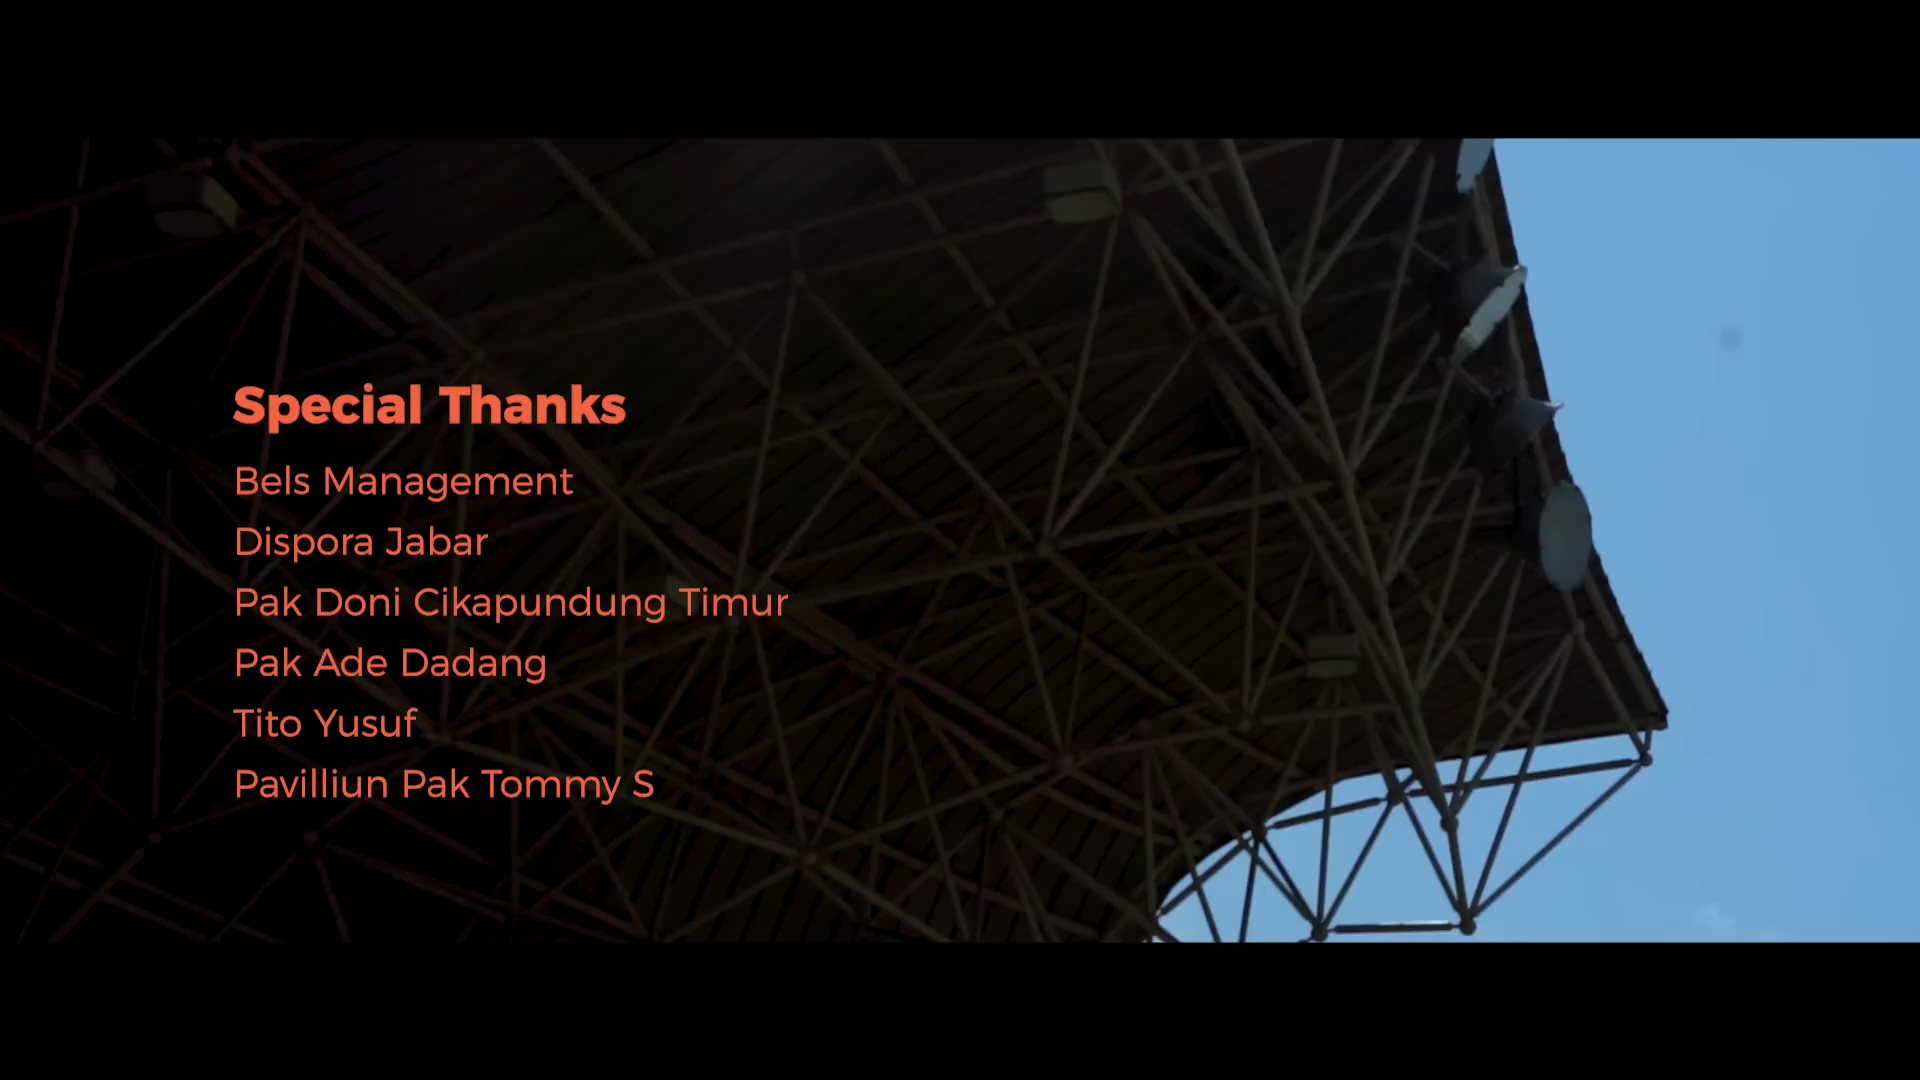 Special Thanks
Bels Management
Dispora Jabar
Pak Doni Cikapundung Timur
Pak Ade Dadang
Tito Yusuf
Pavilliun Pak Tommy S